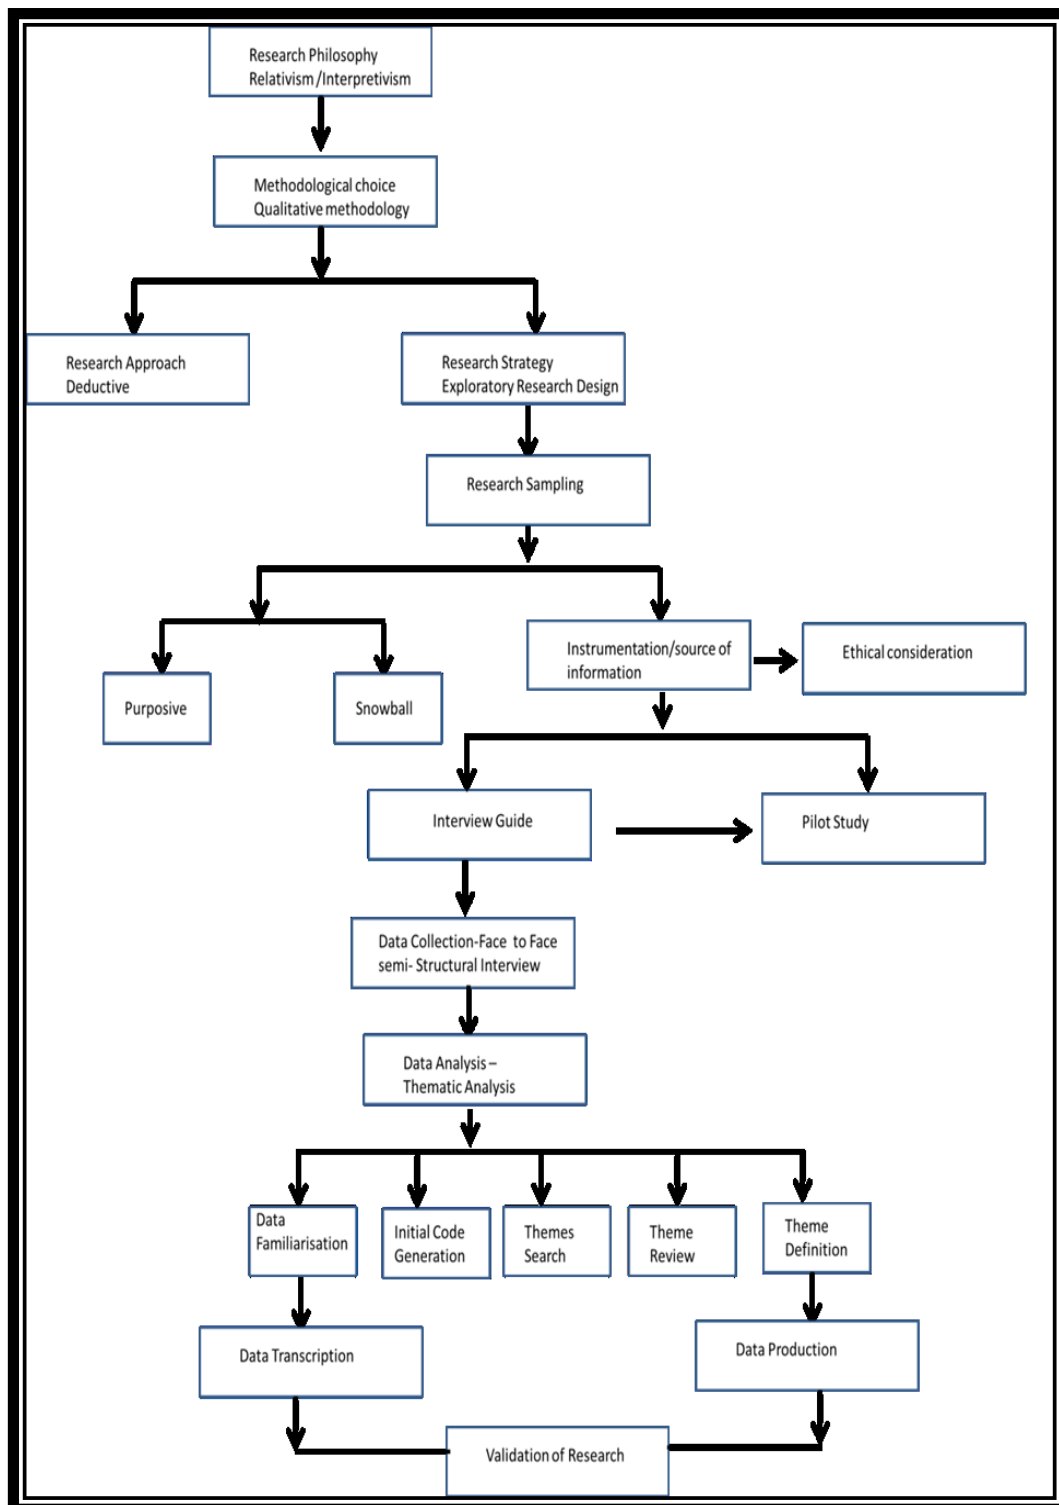 Research Philosophy
Relativism /Interpretivism
Methodological choice
Qualitative methodology
Research Approach
Deductive
Research Strategy
Exploratory Research Design
Research Sampling
Instrumentation/source of
information
Ethical consideration
Purposive
Snowball
Interview Guide
Pilot Study
Data Collection-Face to Face
semi- Structural Interview
Data Analysis –
Thematic Analysis
Data
Familiarisation
Initial Code
Generation
Themes
Search
Theme
Review
Theme
Definition
Data Transcription
Data Production
Validation of Research